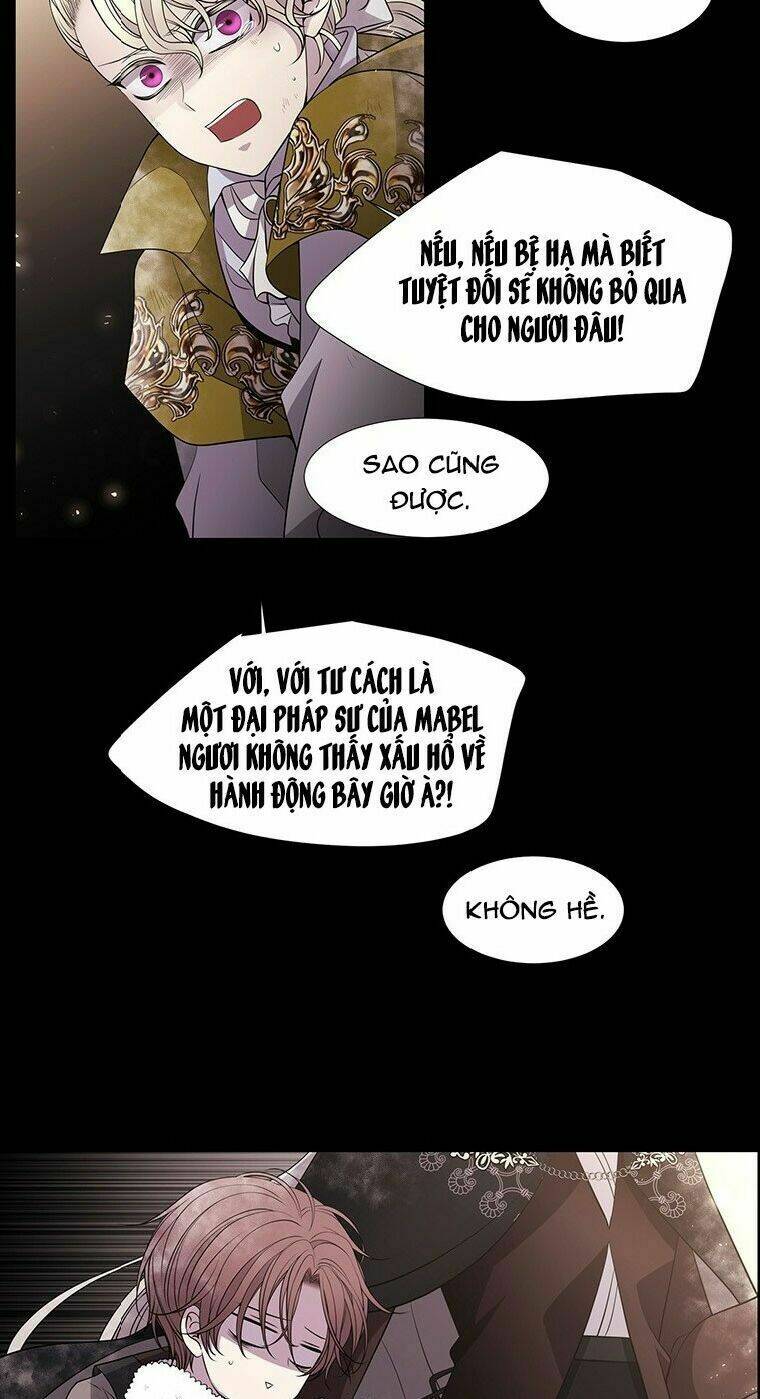 NẾU, NẾU BỆ HẠ MÀ BIẾT
TUYỆT ĐỐI SẼ KHÔNG BỎ QUA
CHO NGƯƠI ĐÂU!
SAO CŨNG
ĐƯỢC.
VỚI, VỚI TƯ CÁCH LÀ
MỘT ĐẠI PHÁP SƯ CỦA MABEL
NGƯƠI KHÔNG THẤY XẤU HỔ VỀ
HÀNH ĐỘNG BÂY GIỜ À?!
KHÔNG HỀ.